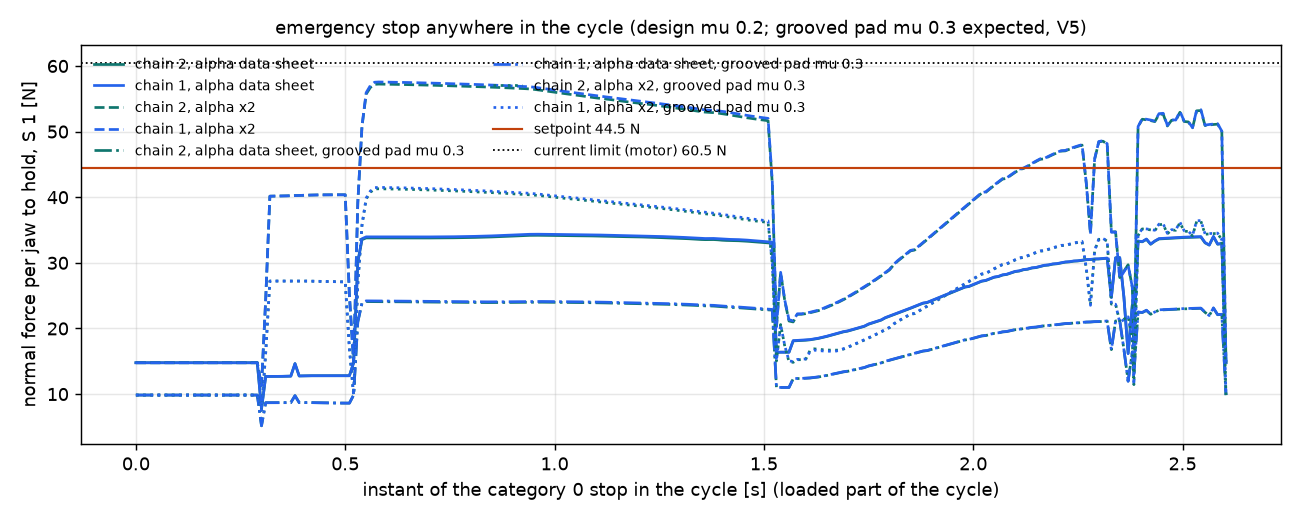 emergency stop anywhere in the cycle (design mu 0.2; grooved pad mu 0.3 expected, V5)
normal force per jaw to hold, S 1 [N]
60
50
40
30
20
10
chain 2, alpha data sheet
chain 1, alpha data sheet
chain 2, alpha x2
chain 1, alpha x2
chain 2, alpha data sheet, grooved pad mu 0.3
chain 1, alpha data sheet, grooved pad mu 0.3
chain 2, alpha x2, grooved pad mu 0.3
chain 1, alpha x2, grooved pad mu 0.3
setpoint 44.5 N
current limit (motor) 60.5 N
0.0 0.5 1.0 1.5 2.0 2.5
instant of the category 0 stop in the cycle [s] (loaded part of the cycle)